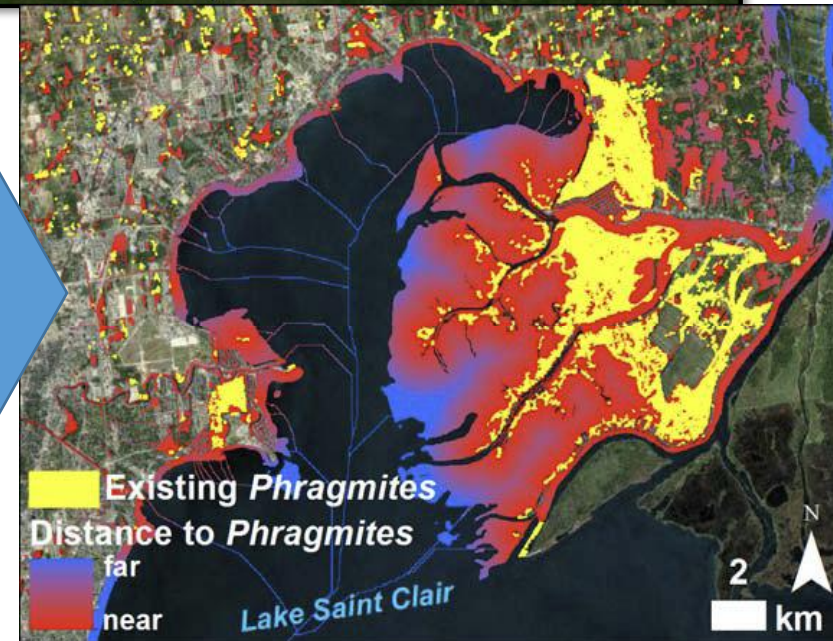 Existing Phragmites
Distance to Phragmites
far
near
Lake Saint Clair
N
2
km